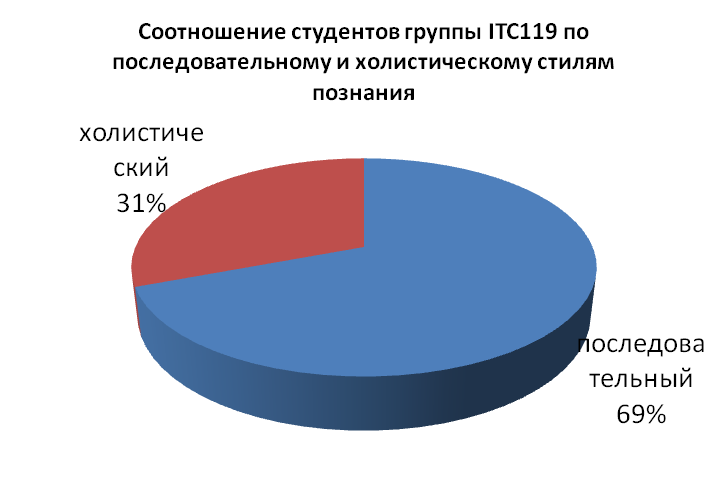 Соотношение студентов группы ITC119 по
последовательному и холистическому стилям
познания
холистиче
ский
31%
последова
тельный
69%